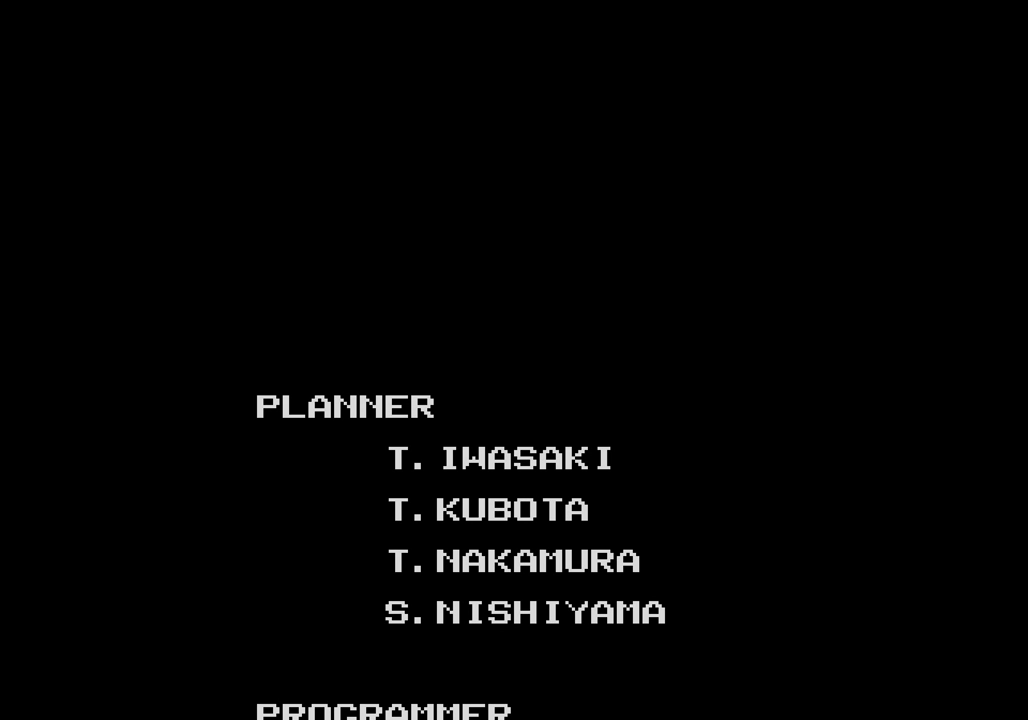 PLANNER
T. IWASAKI
T. KUBOTA
T. NAKAMURA
S. NISHIYAMA
PROGRAMMER